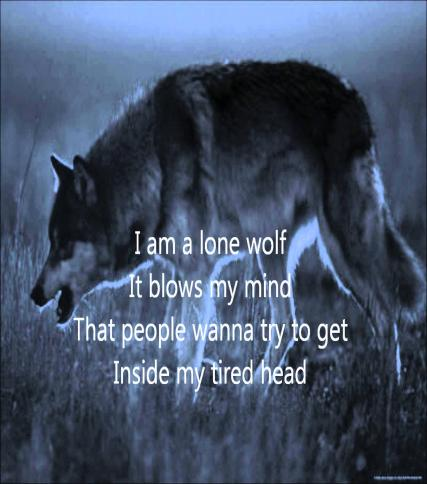 I am a lone wolf
It blows my mind
That people wanna try to get
Inside my tired head